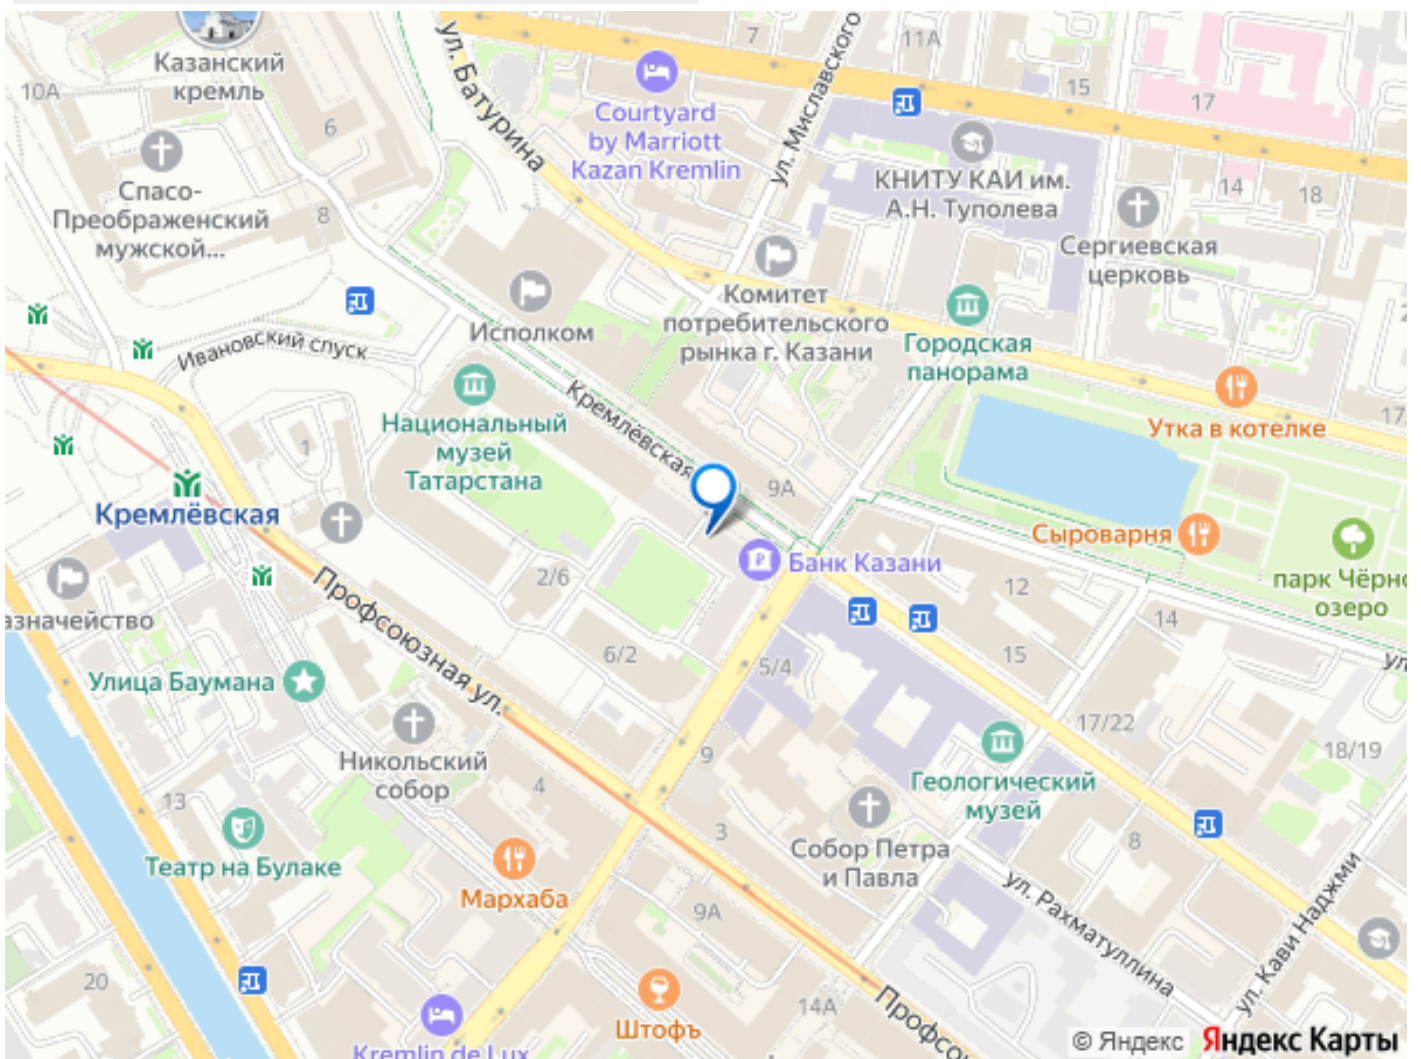 7
11А
ул. Батурина
ул. Миславского
Казанский
кремль
10А
6
Courtyard
by Marriott
Kazan Kremlin
15
17
КНИТУ КАИ им.
А.Н. Туполева
14
18
Спасо-
Преображенский
мужской...
8
Сергиевская
церковь
Исполком
Комитет
потребительского
рынка г. Казани
Городская
панорама
Ивановский спуск
Кремлёвская
Национальный
музей
Татарстана
1
Утка в котелке
17
9А
Кремлёвская
Сыроварня
Банк Казани
парк Чёрно
озеро
2/6
12
14
азначейство
Профсоюзная ул.
6/2
5/4
15
ул
Улица Баумана
17/22
18/19
Никольский
собор
9
4
Геологический
музей
13
3
8
Театр на Булаке
Собор Петра
и Павла
Мархаба
9А
ул. Рахматуллина
ул. Кави Наджми
20
14А
Штофъ
Профсо
Kremlin de Lux
© Яндекс Яндекс Карты